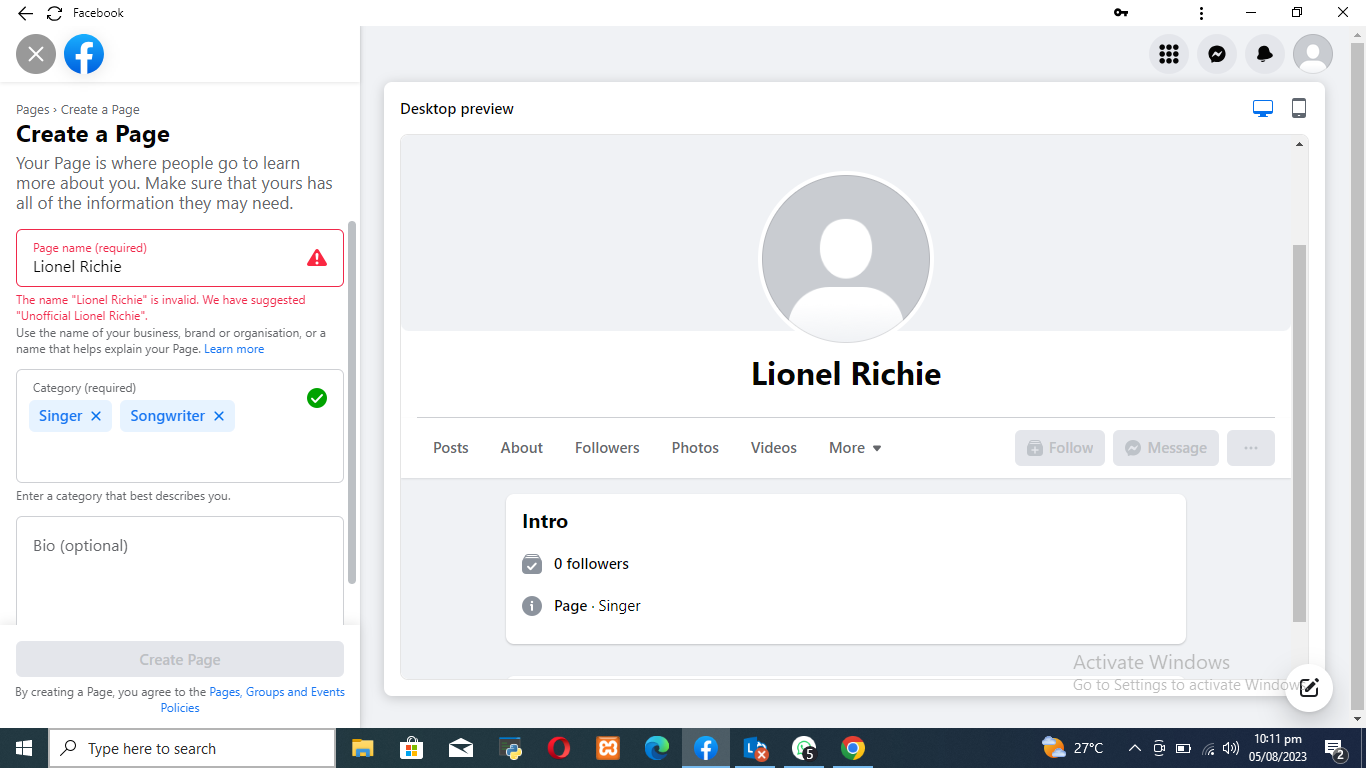 Facebook
Pages › Create a Page
Create a Page
Your Page is where people go to learn
more about you. Make sure that yours has
all of the information they may need.
Page name (required)
Lionel Richie
The name "Lionel Richie" is invalid. We have suggested
"Unofficial Lionel Richie".
Use the name of your business, brand or organisation, or a
name that helps explain your Page. Learn more
Category (required)
Singer
Songwriter
Enter a category that best describes you.
Bio (optional)
Create Page
By creating a Page, you agree to the Pages, Groups and Events
Policies
Desktop preview
Lionel Richie
Posts
About
Followers
Photos
Videos
More
Follow
Message
Intro
0 followers
Page · Singer
Activate Windows
Go to Settings to activate Windows
Type here to search
5
27°C
10:11 pm
05/08/2023
2